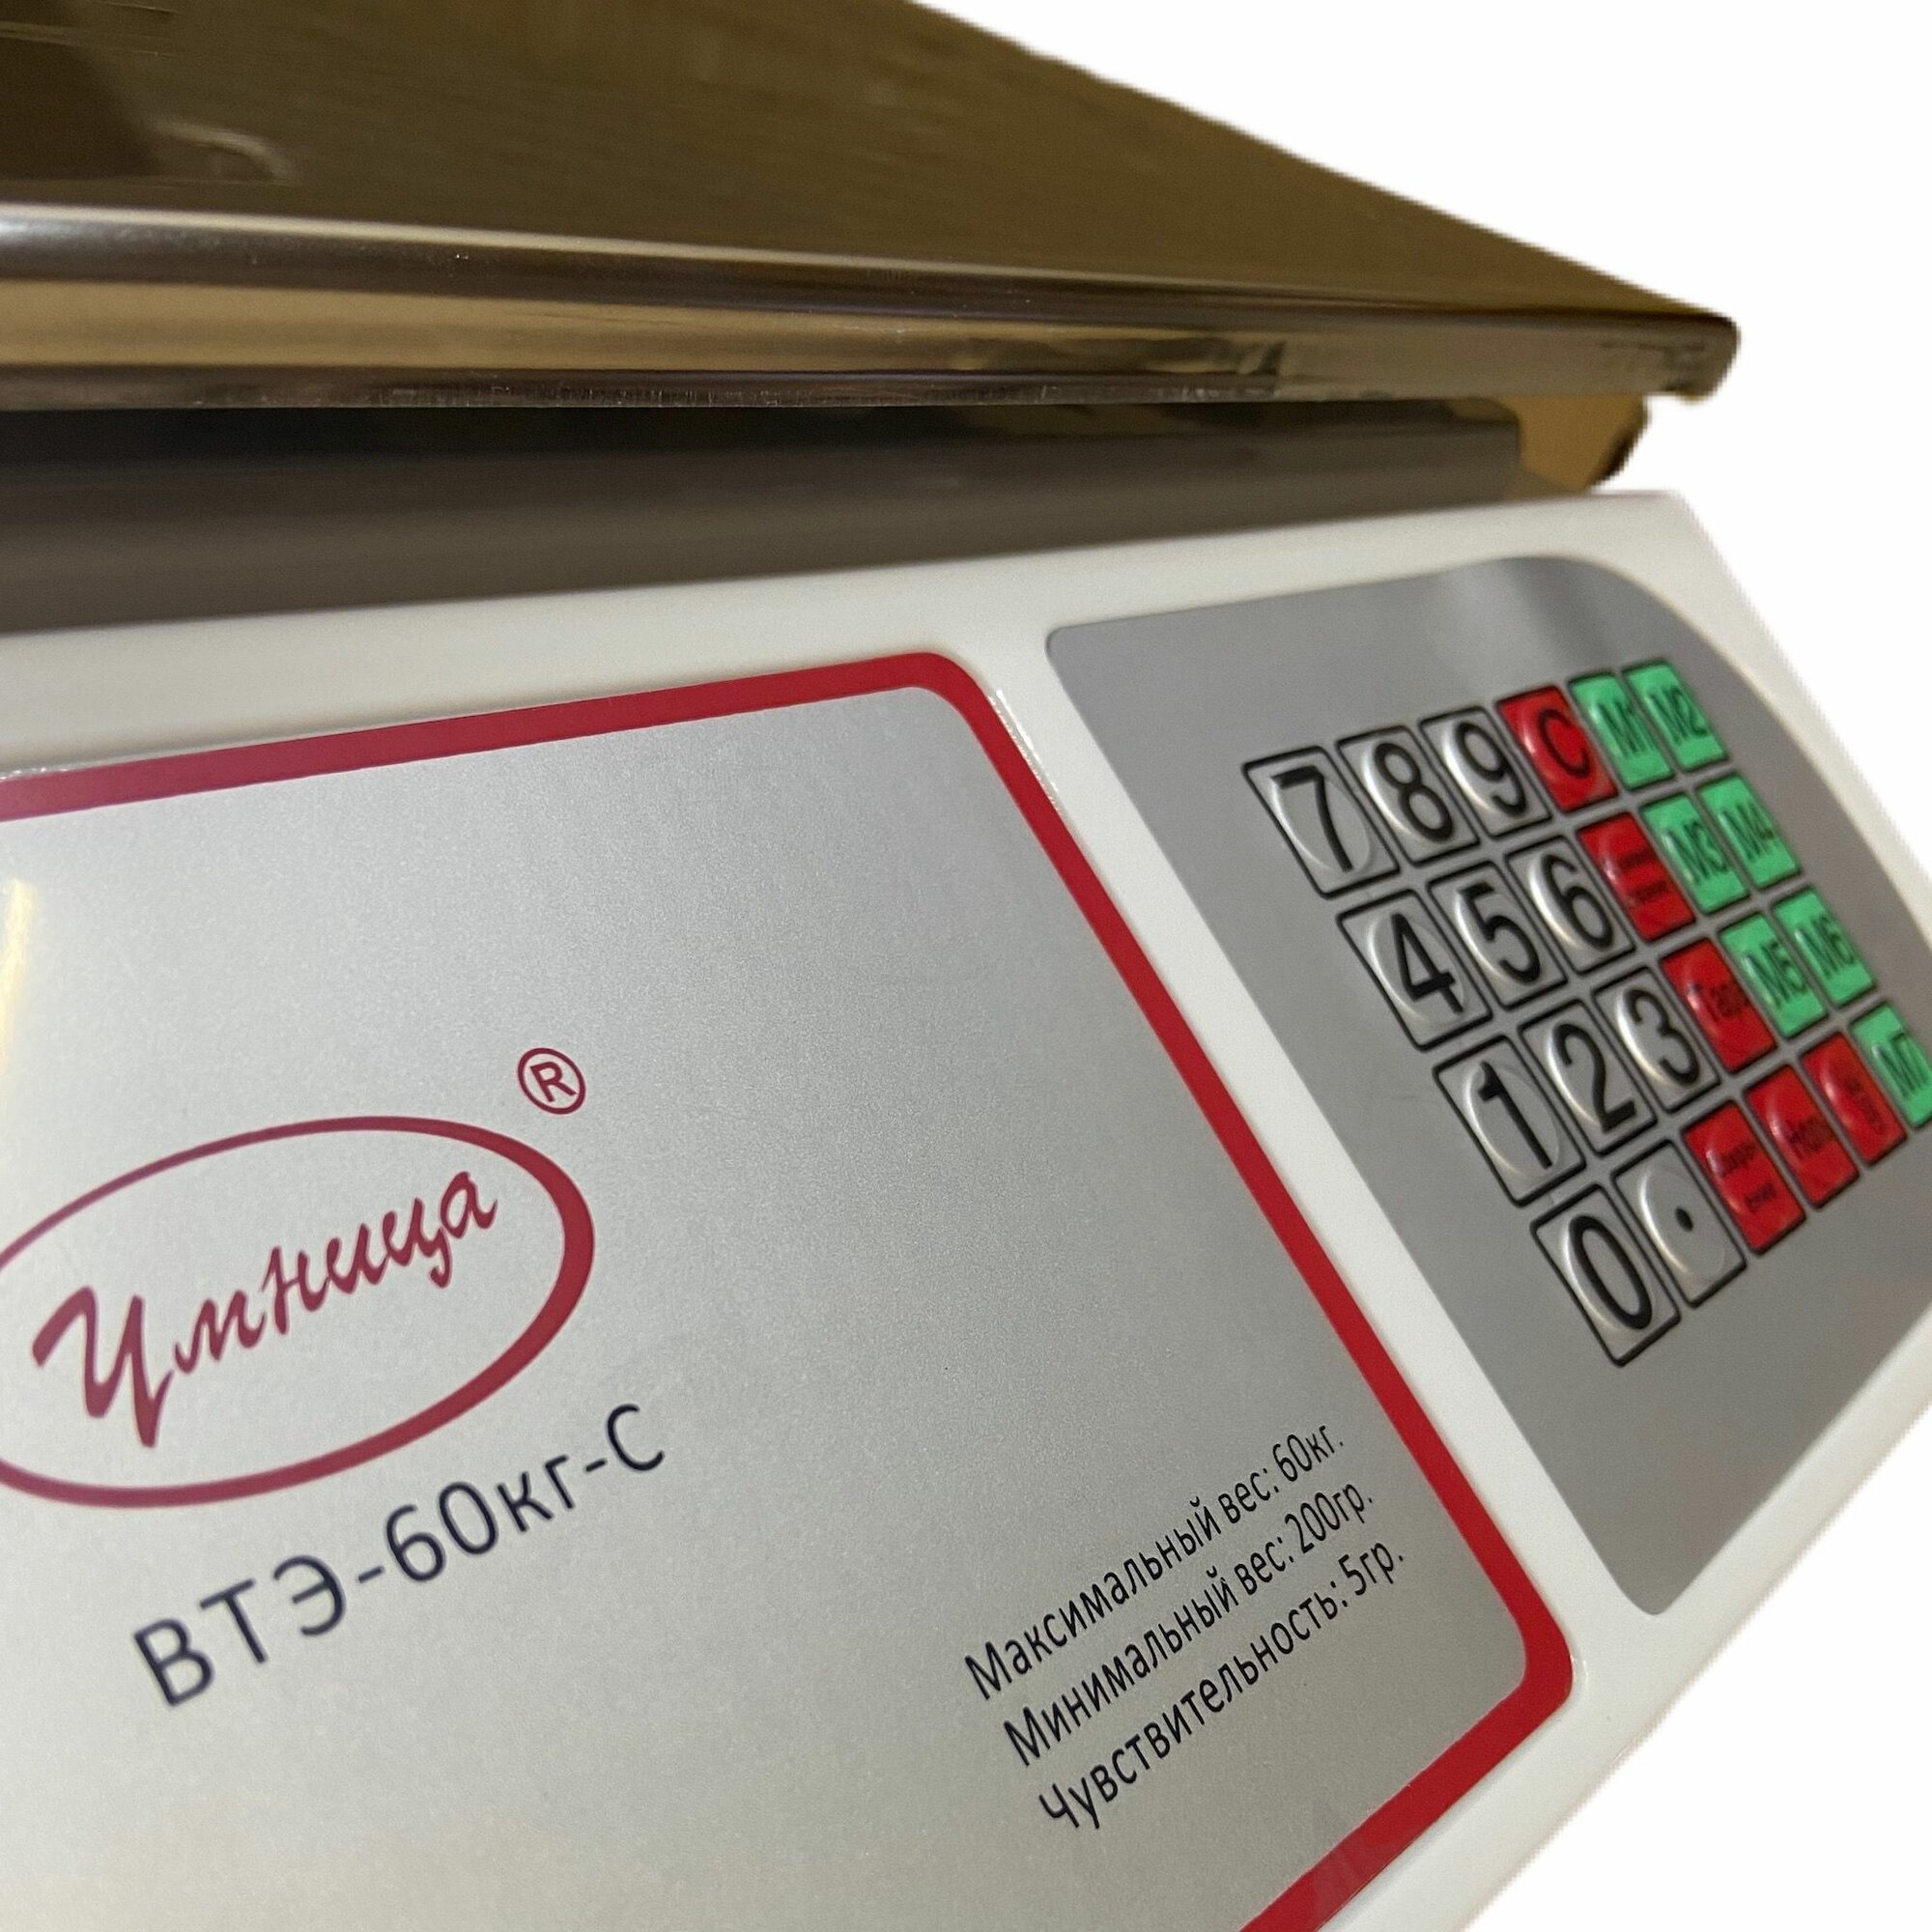 Умница ®
ВТЭ-60кг-С
Максимальный вес: 60кг.
Минимальный вес: 200гр.
Чувствительность: 5гр.
7 8 9 C M1 M2
4 5 6 M3 M4
1 2 3 Тара M5 M6
0 . M7